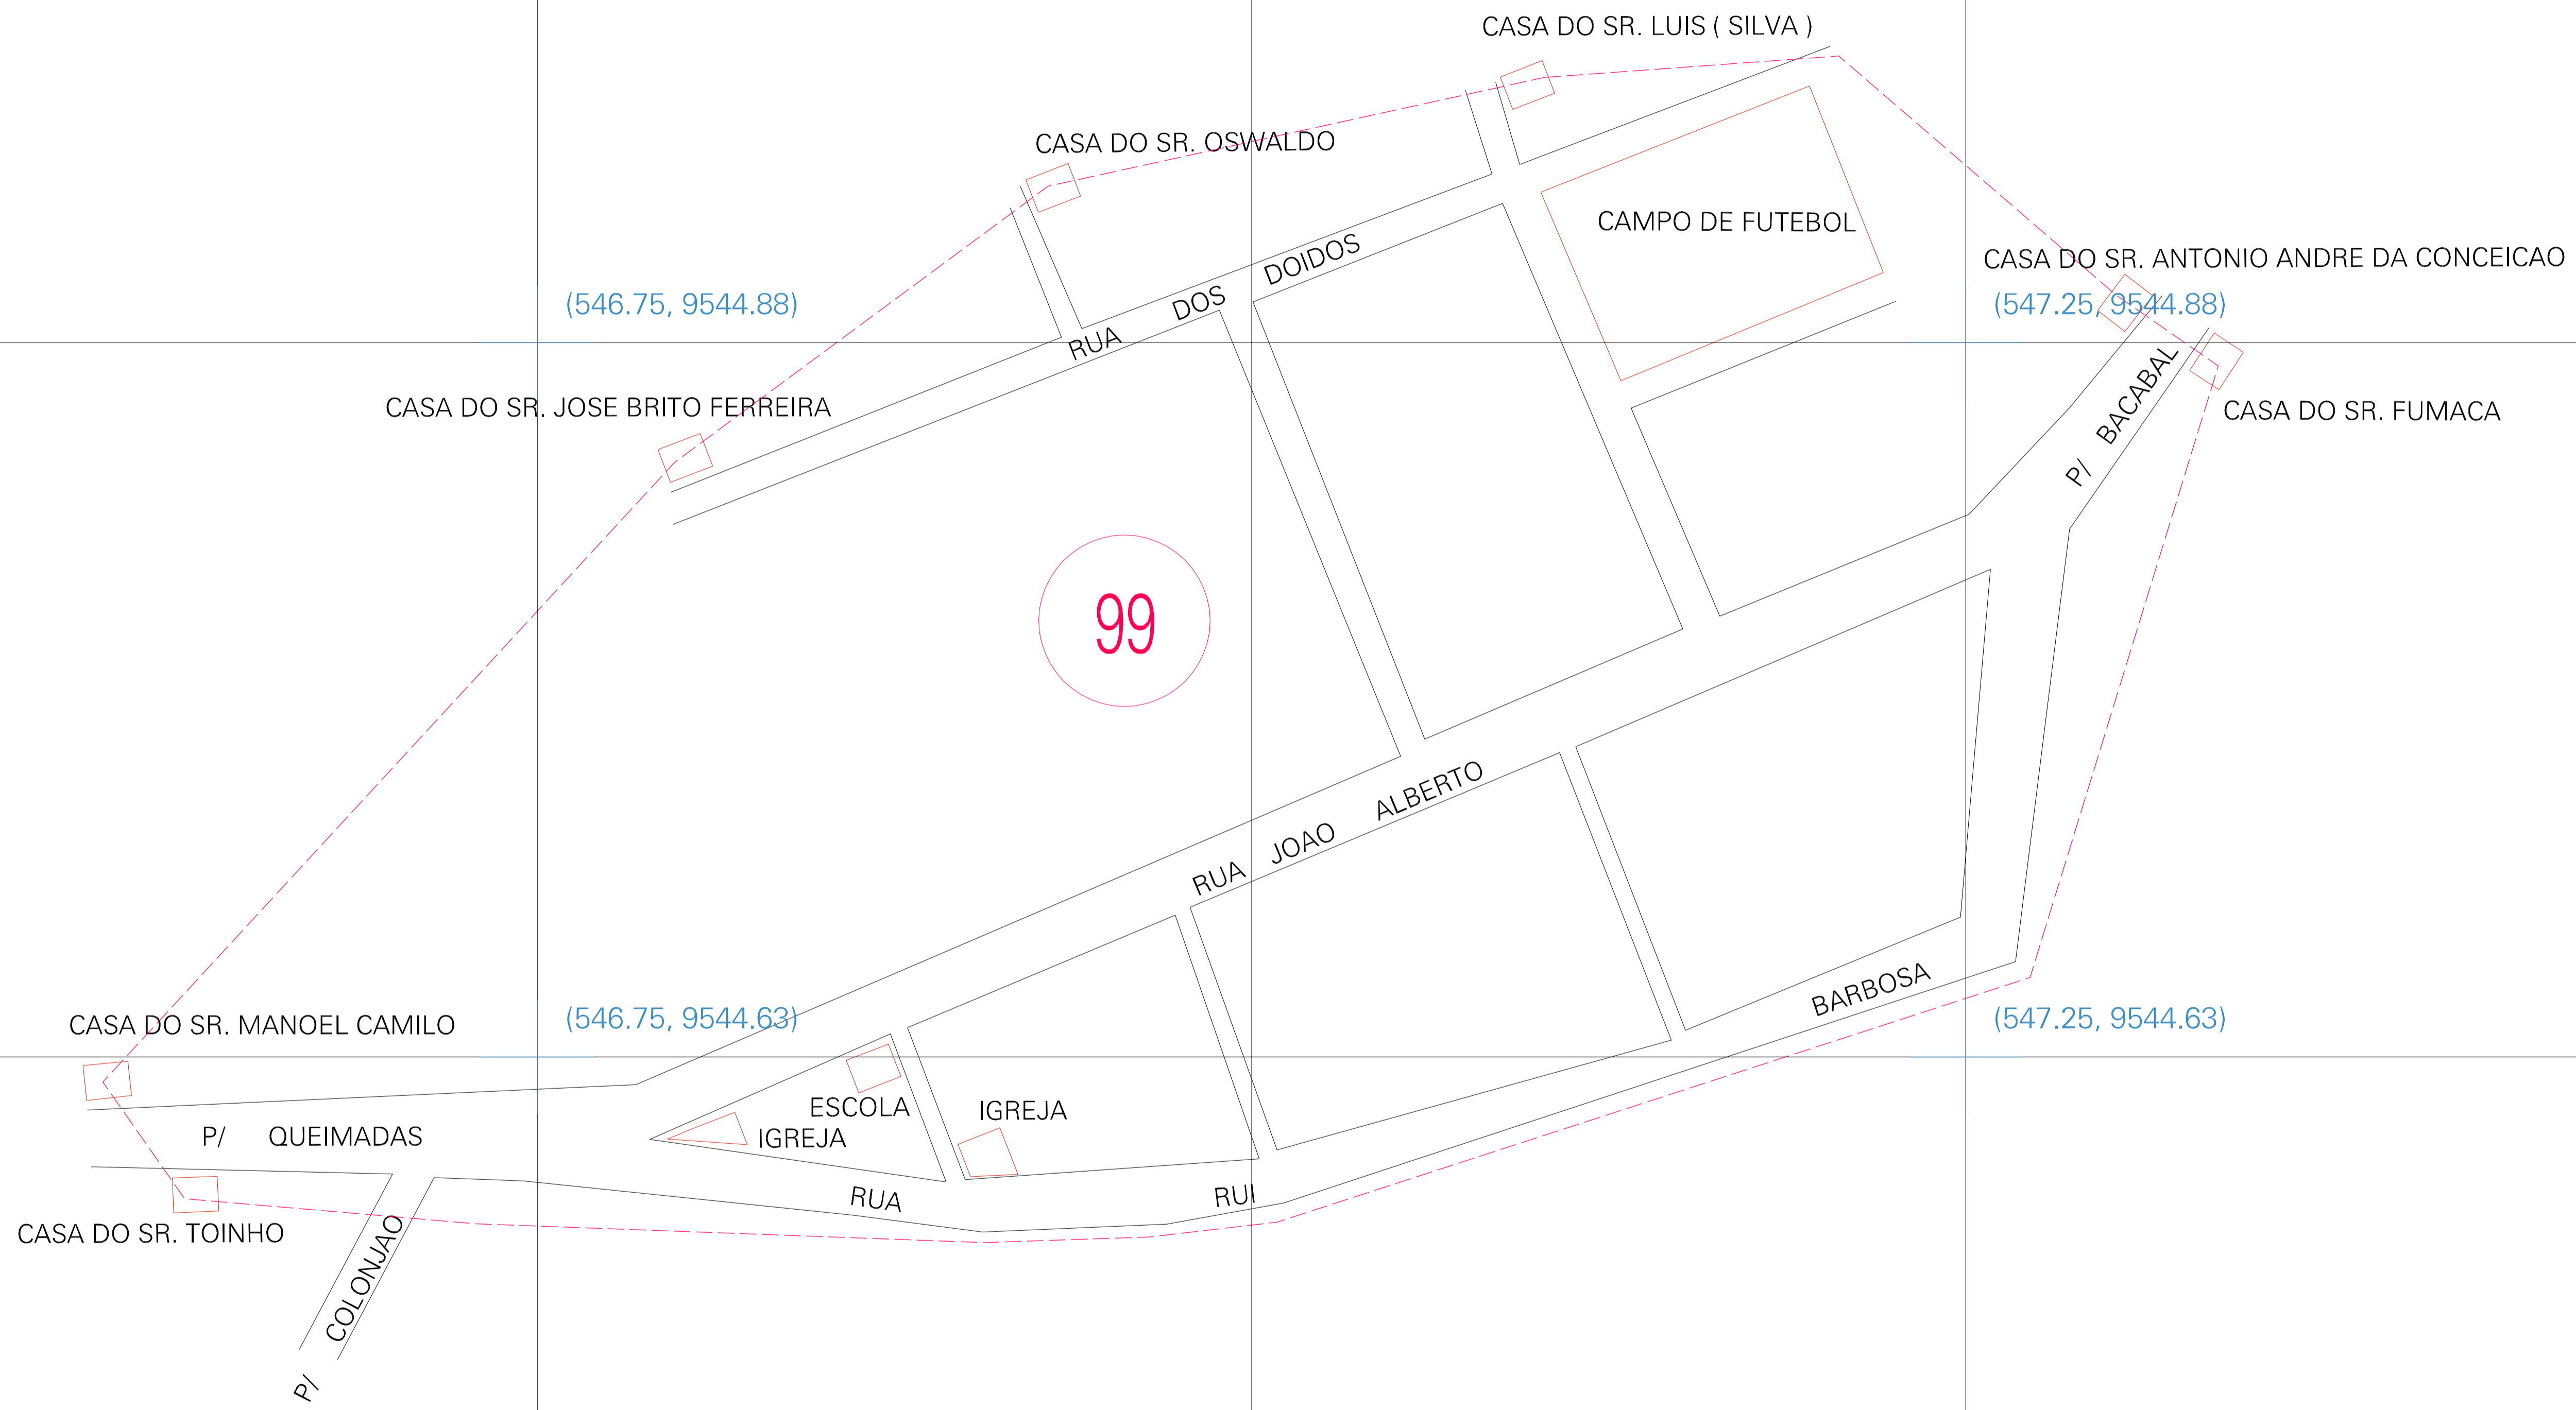 CASA DO SR. LUIS ( SILVA )
CASA DO SR. OSWALDO
CAMPO DE FUTEBOL
CASA DO SR. ANTONIO ANDRE DA CONCEICAO
(546.75, 9544.88)
(547.25, 9544.88)
RUA DOS DOIDOS
CASA DO SR. JOSE BRITO FERREIRA
P/ BACABAL
CASA DO SR. FUMACA
99
RUA JOAO ALBERTO
CASA DO SR. MANOEL CAMILO
(546.75, 9544.63)
(547.25, 9544.63)
ESCOLA
IGREJA
IGREJA
P/ QUEIMADAS
RUA RUI BARBOSA
CASA DO SR. TOINHO
P/ COLONJAO